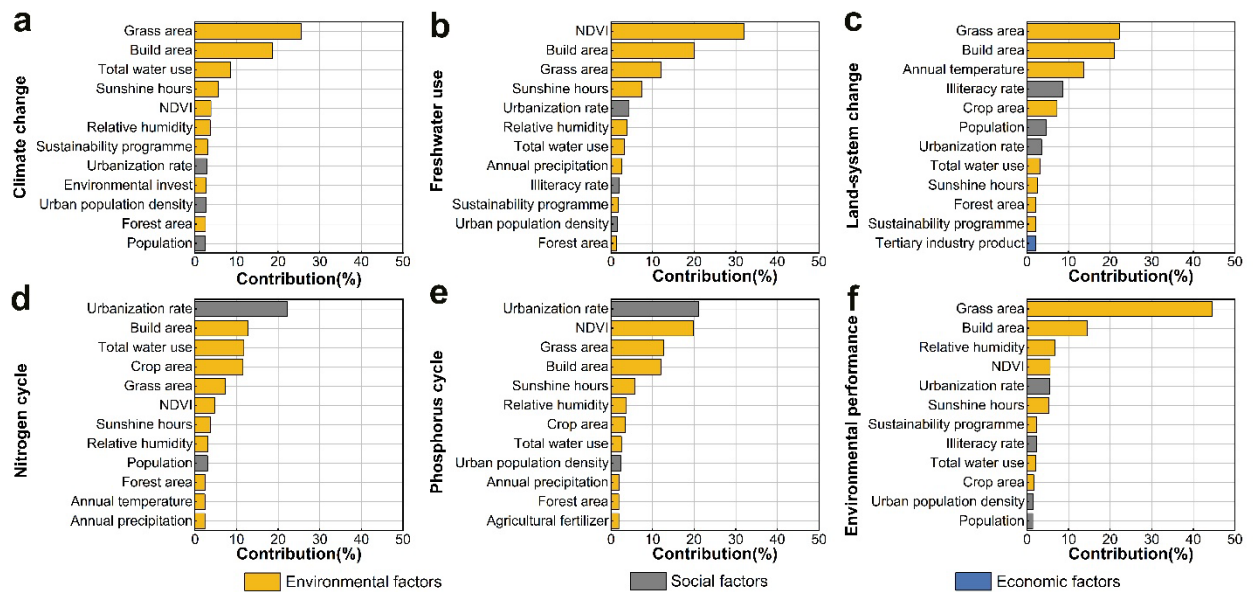 a
Climate change
Grass area
Build area
Total water use
Sunshine hours
NDVI
Relative humidity
Sustainability programme
Urbanization rate
Environmental invest
Urban population density
Forest area
Population
0 10 20 30 40 50
Contribution(%)
b
Freshwater use
NDVI
Build area
Grass area
Sunshine hours
Urbanization rate
Relative humidity
Total water use
Annual precipitation
Illiteracy rate
Sustainability programme
Urban population density
Forest area
0 10 20 30 40 50
Contribution(%)
c
Land-system change
Grass area
Build area
Annual temperature
Illiteracy rate
Crop area
Population
Urbanization rate
Total water use
Sunshine hours
Forest area
Sustainability programme
Tertiary industry product
0 10 20 30 40 50
Contribution(%)
d
Nitrogen cycle
Urbanization rate
Build area
Total water use
Crop area
Grass area
NDVI
Sunshine hours
Relative humidity
Population
Forest area
Annual temperature
Annual precipitation
0 10 20 30 40 50
Contribution(%)
e
Phosphorus cycle
Urbanization rate
NDVI
Grass area
Build area
Sunshine hours
Relative humidity
Crop area
Total water use
Urban population density
Annual precipitation
Forest area
Agricultural fertilizer
0 10 20 30 40 50
Contribution(%)
f
Environmental performance
Grass area
Build area
Relative humidity
NDVI
Urbanization rate
Sunshine hours
Sustainability programme
Illiteracy rate
Total water use
Crop area
Urban population density
Population
0 10 20 30 40 50
Contribution(%)
Environmental factors
Social factors
Economic factors